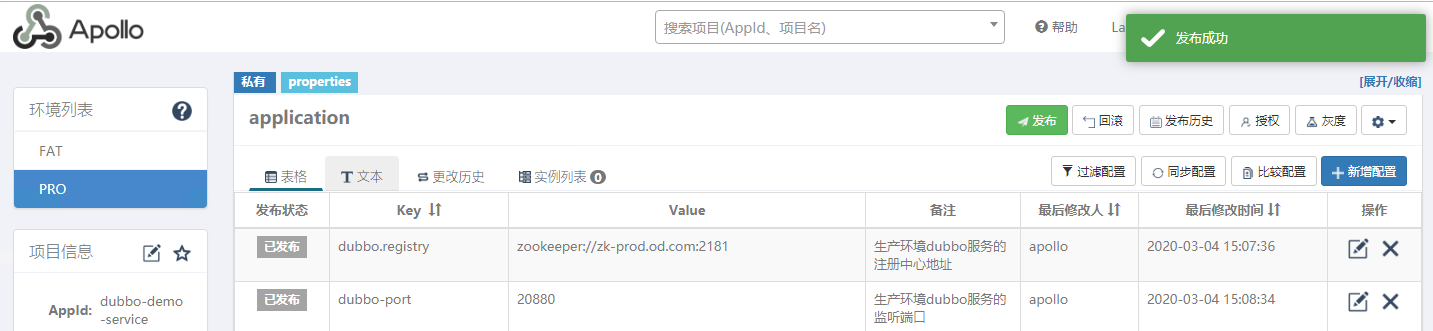 Apollo
搜索项目(AppId、项目名)
帮助
La
发布成功
私有 properties
[展开/收缩]
环境列表
FAT
PRO
application
发布 回滚 发布历史 授权 灰度
表格 文本 更改历史 实例列表 0
过滤配置 同步配置 比较配置 新增配置
发布状态 Key Value 备注 最后修改人 最后修改时间 操作
已发布 dubbo.registry zookeeper://zk-prod.od.com:2181 生产环境dubbo服务的 apollo 2020-03-04 15:07:36
注册中心地址
已发布 dubbo-port 20880 生产环境dubbo服务的 apollo 2020-03-04 15:08:34
监听端口
项目信息
AppId: dubbo-demo
-service